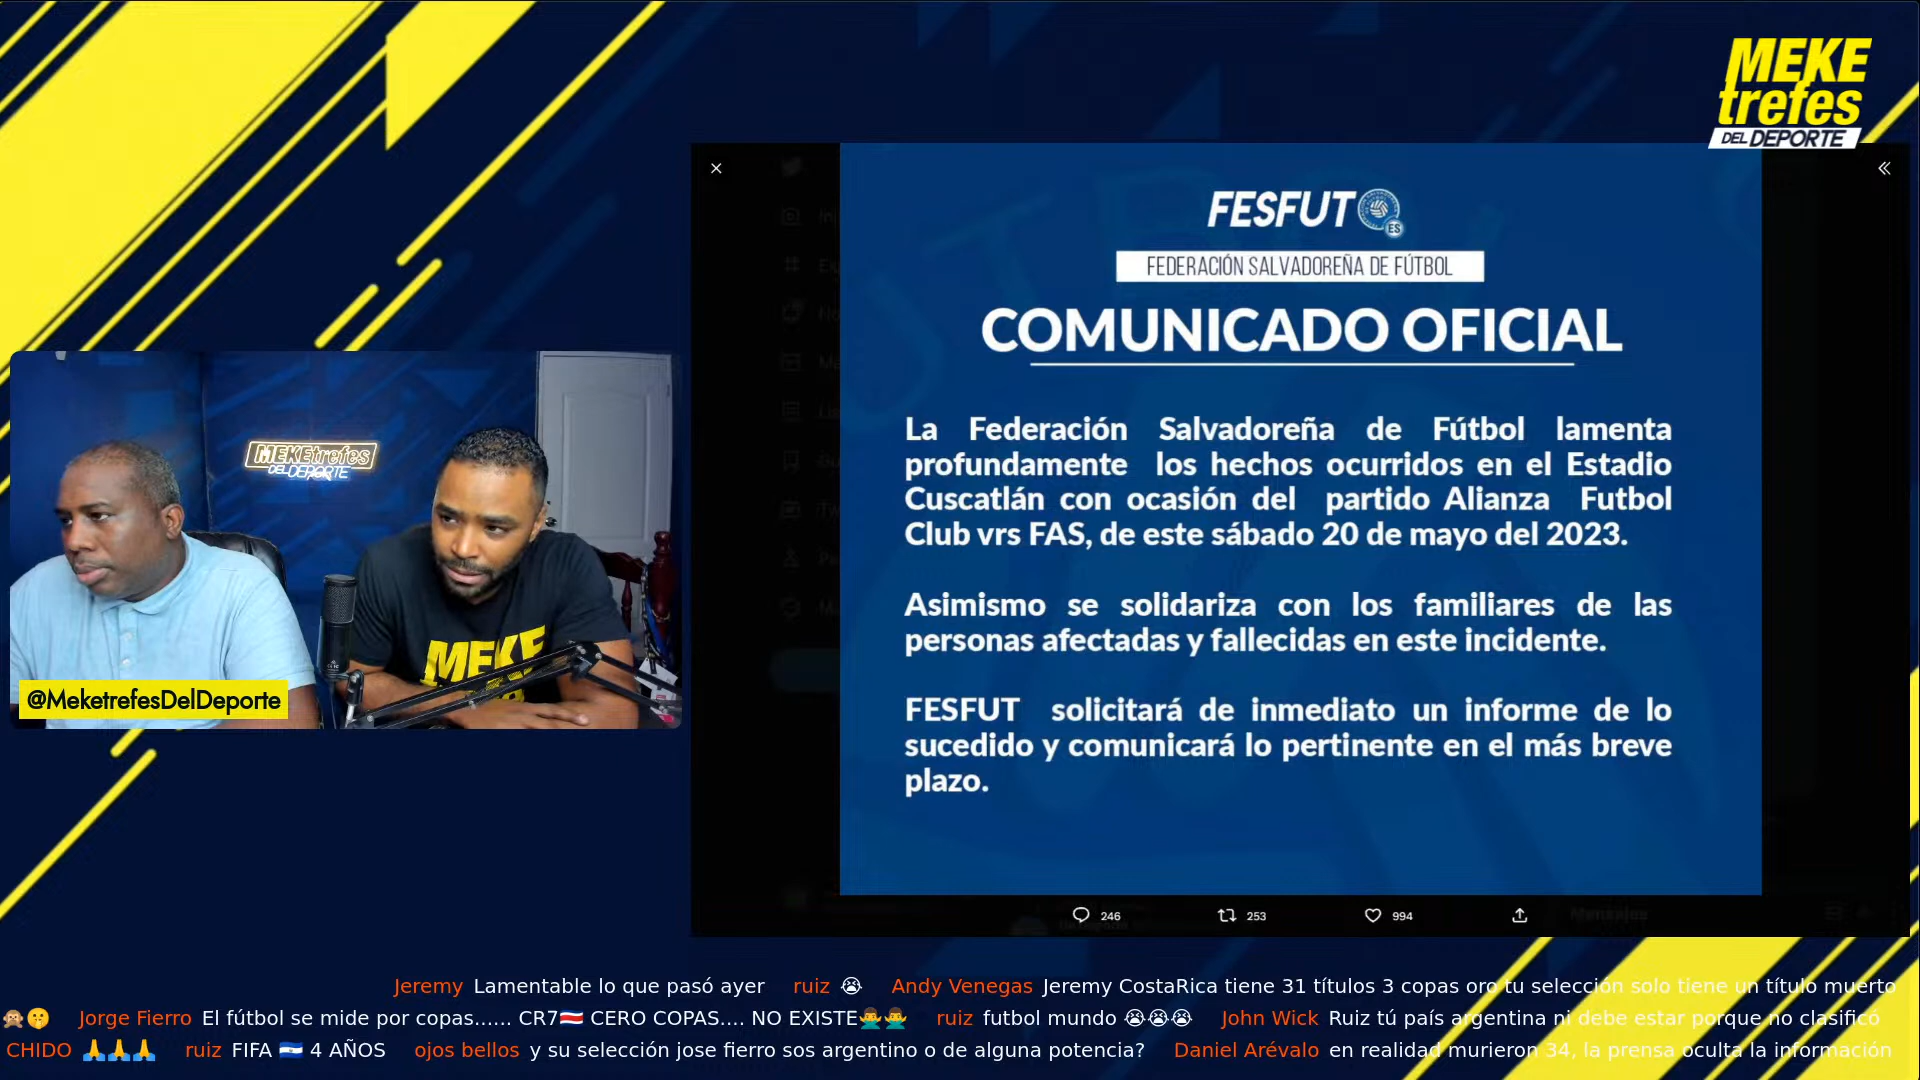 MEKE
trefes
DEL DEPORTE
FESFUT
ES
FEDERACIÓN SALVADOREÑA DE FÚTBOL
COMUNICADO OFICIAL
La Federación Salvadoreña de Fútbol lamenta
profundamente los hechos ocurridos en el Estadio
Cuscatlán con ocasión del partido Alianza Futbol
Club vrs FAS, de este sábado 20 de mayo del 2023.
Asimismo se solidariza con los familiares de las
personas afectadas y fallecidas en este incidente.
FESFUT solicitará de inmediato un informe de lo
sucedido y comunicará lo pertinente en el más breve
plazo.
246 253 994
Mensajes
MEKEtrefes
DEL DEPORTE
MEKE
@MeketrefesDelDeporte
Jeremy Lamentable lo que pasó ayer ruiz 😭 Andy Venegas Jeremy CostaRica tiene 31 títulos 3 copas oro tu selección solo tiene un título muerto
🙊🤫 Jorge Fierro El fútbol se mide por copas...... CR7🇨🇷 CERO COPAS.... NO EXISTE🙅‍♂️🙅‍♂️ ruiz futbol mundo 😭😭😭 John Wick Ruiz tú país argentina ni debe estar porque no clasificó
CHIDO 🙏🙏🙏 ruiz FIFA 🇸🇻 4 AÑOS ojos bellos y su selección jose fierro sos argentino o de alguna potencia? Daniel Arévalo en realidad murieron 34, la prensa oculta la información